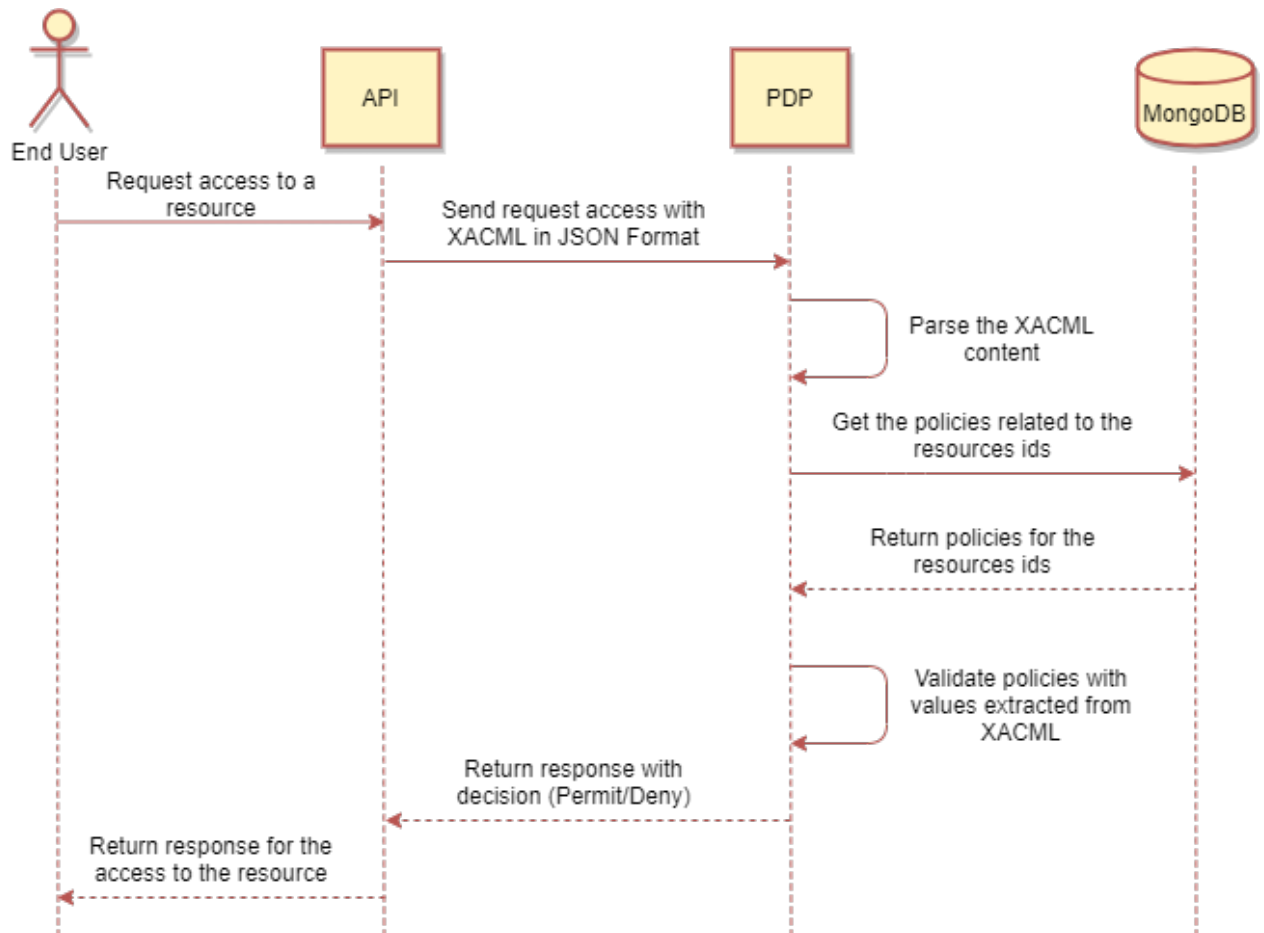 API
PDP
MongoDB
End User
Request access to a
resource
Send request access with
XACML in JSON Format
Parse the XACML
content
Get the policies related to the
resources ids
Return policies for the
resources ids
Validate policies with
values extracted from
XACML
Return response with
decision (Permit/Deny)
Return response for the
access to the resource